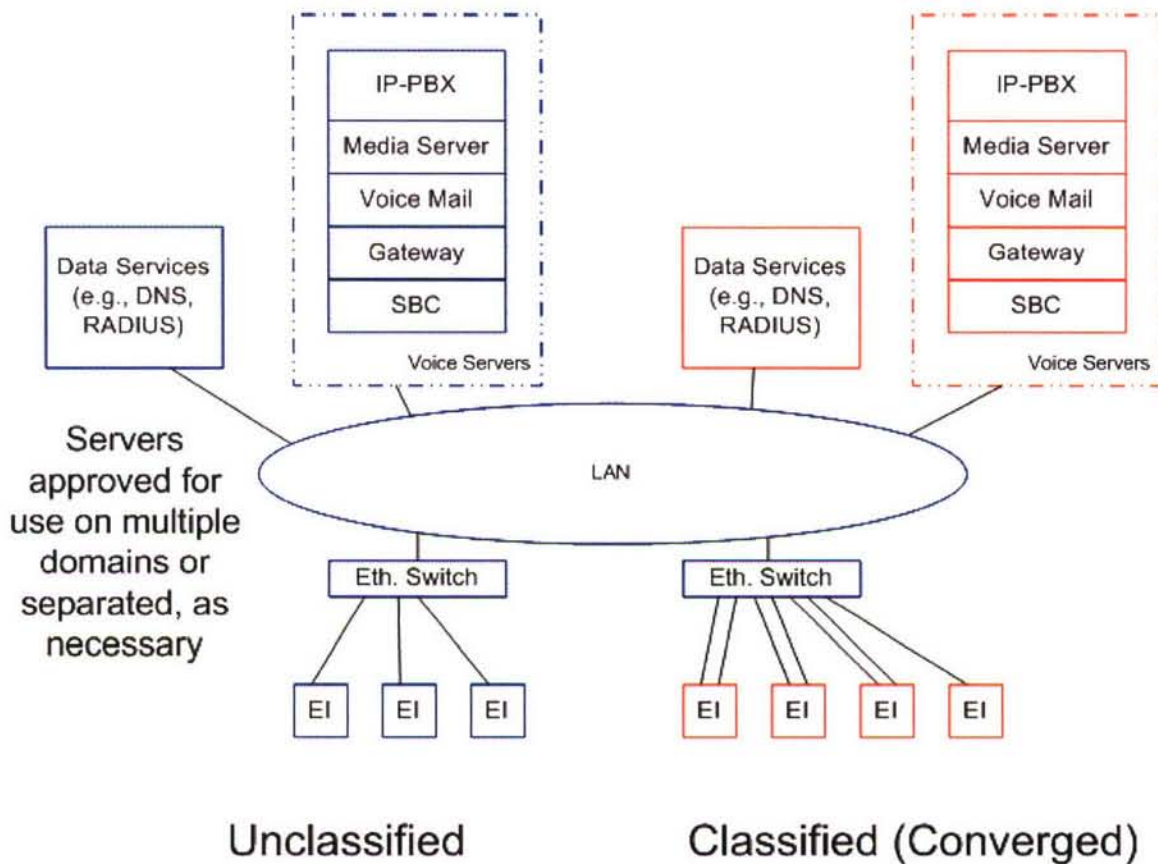 IP-PBX
Media Server
Voice Mail
Gateway
SBC
Voice Servers
Data Services
(e.g., DNS,
RADIUS)
IP-PBX
Media Server
Voice Mail
Gateway
SBC
Voice Servers
Data Services
(e.g., DNS,
RADIUS)
Servers
approved for
use on multiple
domains or
separated, as
necessary
LAN
Eth. Switch
Eth. Switch
EI
EI
EI
EI
EI
EI
EI
Unclassified
Classified (Converged)